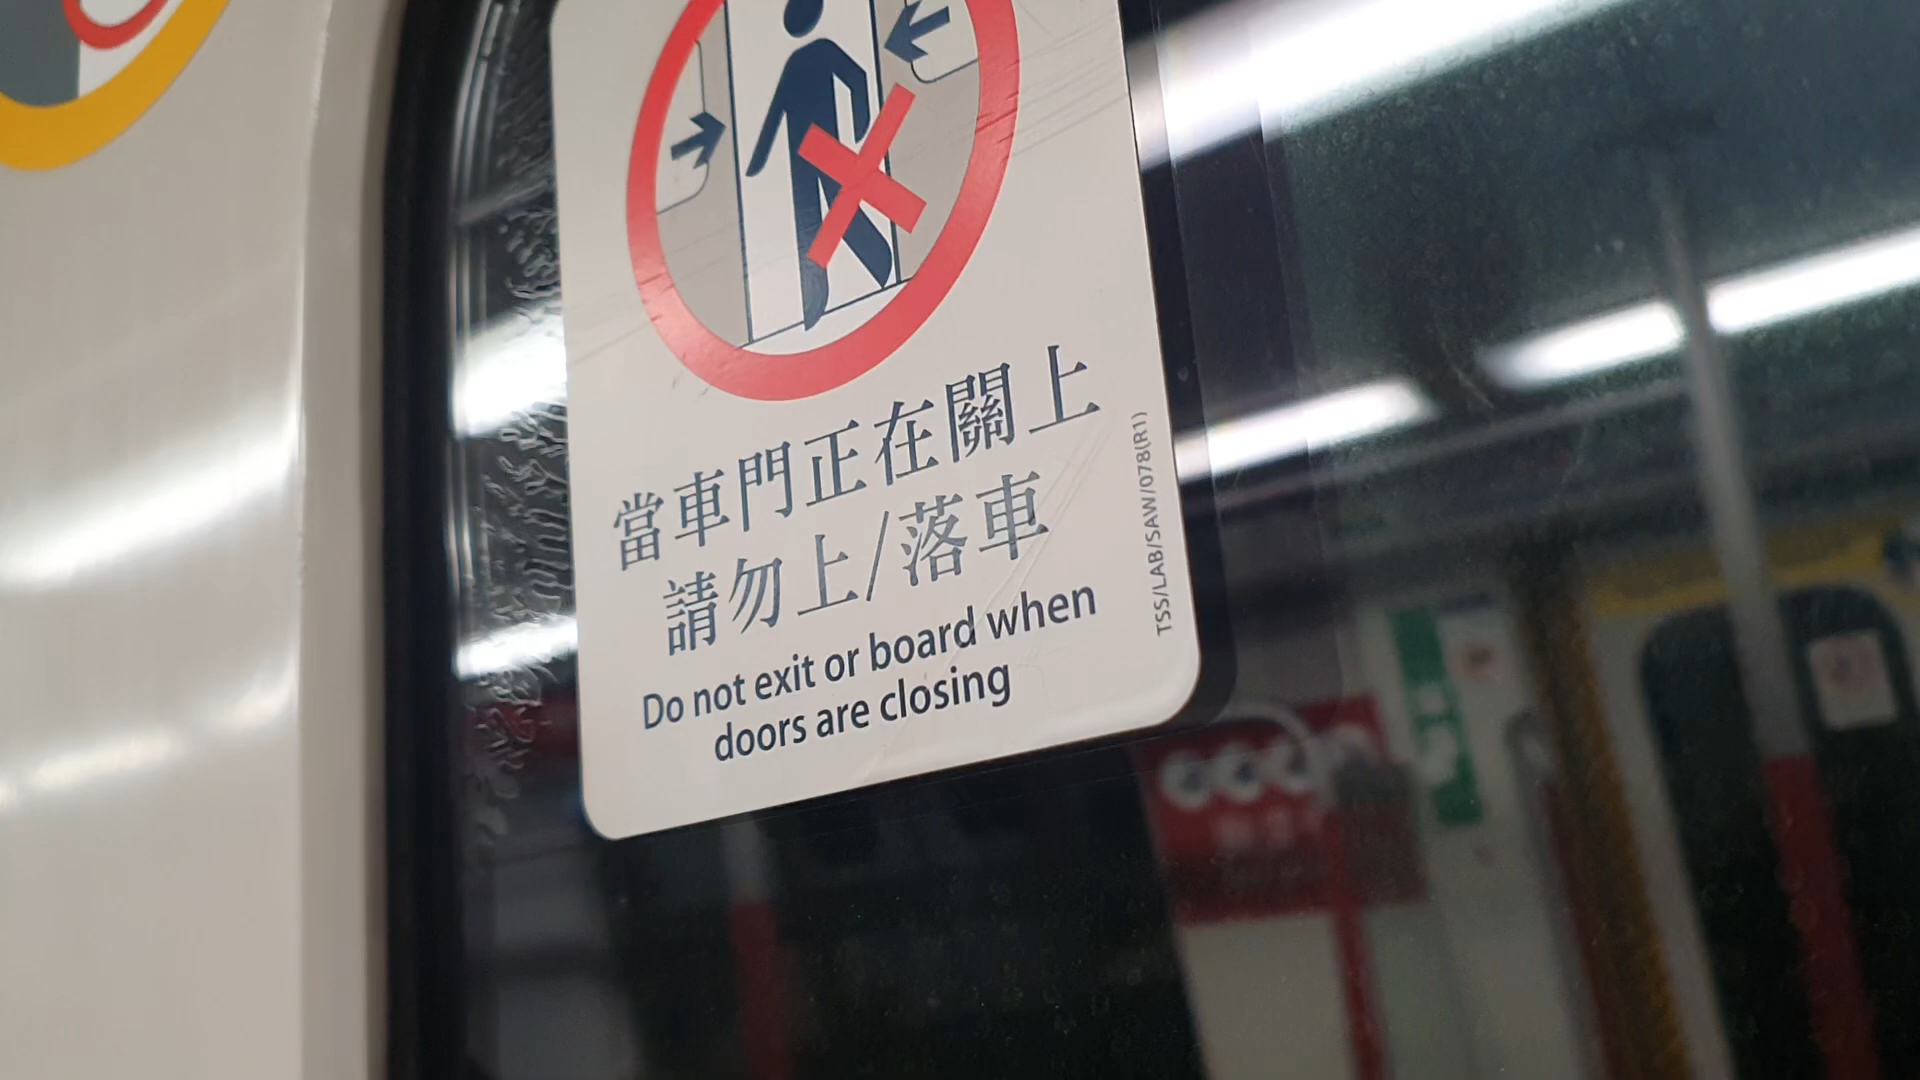 當車門正在關上
請勿上/落車
Do not exit or board when
doors are closing
TSS/LAB/SAW/078(R1)